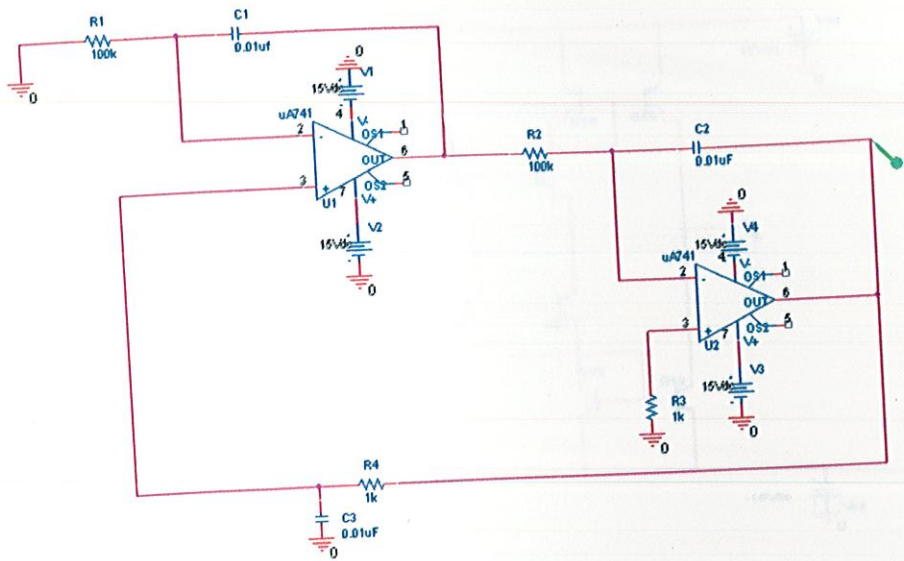 R1
100k
0
C1
0.01uf
0
V1
15Vdc
4
V-
uA741
2
-
OS1
1
OUT
6
3
+
7
OS2
5
U1
V+
V2
15Vdc
0
R2
100k
C2
0.01uF
0
V4
15Vdc
4
V-
uA741
2
-
OS1
1
OUT
6
3
+
7
OS2
5
U2
V+
V3
15Vdc
0
R3
1k
0
R4
1k
C3
0.01uF
0